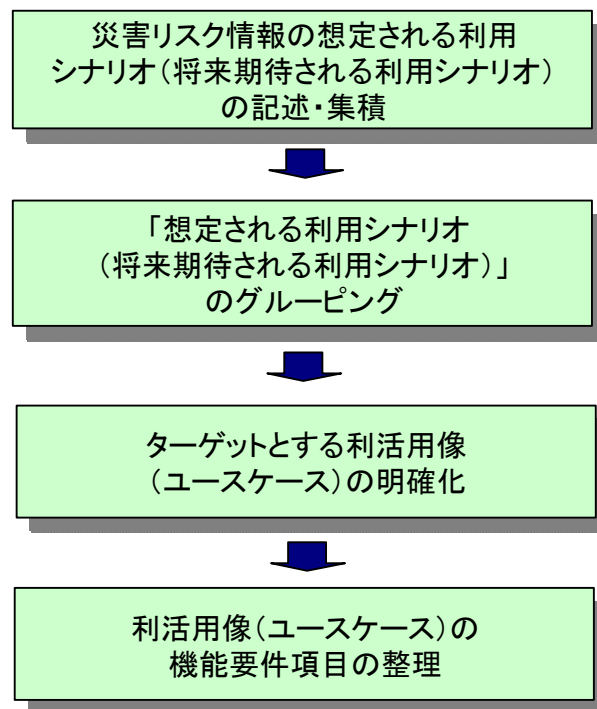 災害リスク情報の想定される利用
シナリオ（将来期待される利用シナリオ）
の記述・集積
「想定される利用シナリオ
（将来期待される利用シナリオ）」
のグルーピング
ターゲットとする利活用像
（ユースケース）の明確化
利活用像（ユースケース）の
機能要件項目の整理